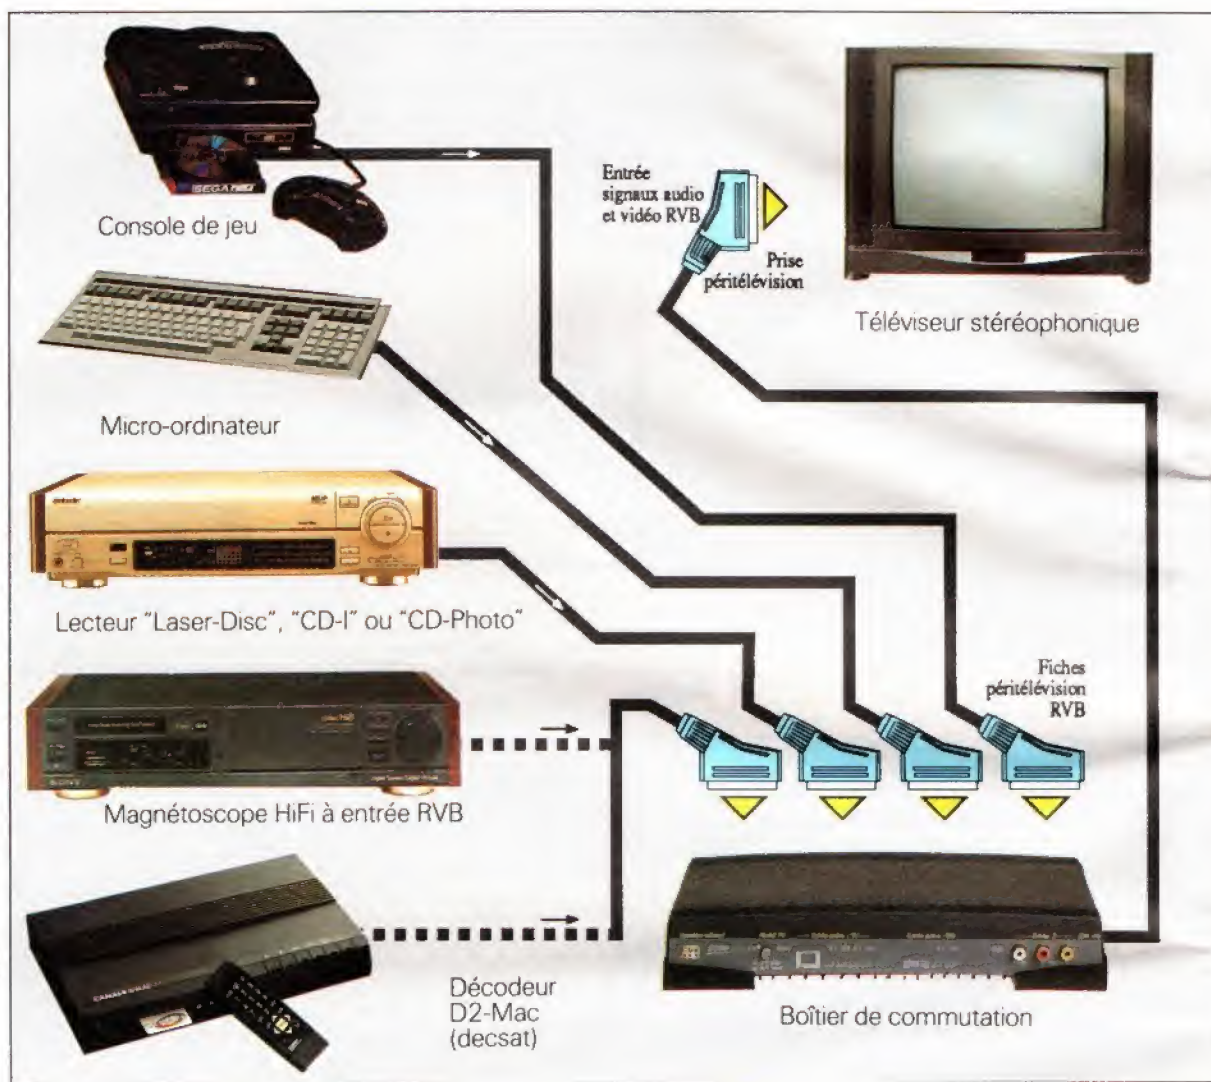 SEGA
Console de jeu
Entrée
signaux audio
et vidéo RVB
Prise
péritélévision
Téléviseur stéréophonique
Micro-ordinateur
Lecteur "Laser-Disc", "CD-I" ou "CD-Photo"
Fiches
péritélévision
RVB
Magnétoscope HiFi à entrée RVB
Décodeur
D2-Mac
(decsat)
Boîtier de commutation